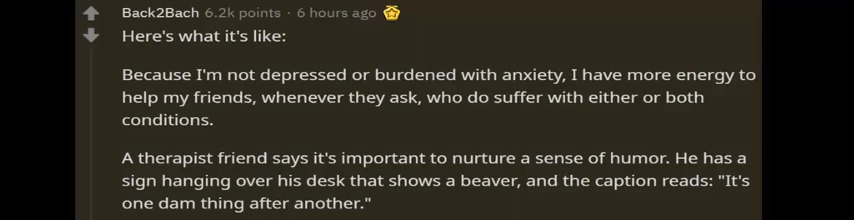 Back2Bach 6.2k points · 6 hours ago
Here's what it's like:
Because I'm not depressed or burdened with anxiety, I have more energy to
help my friends, whenever they ask, who do suffer with either or both
conditions.
A therapist friend says it's important to nurture a sense of humor. He has a
sign hanging over his desk that shows a beaver, and the caption reads: "It's
one dam thing after another."